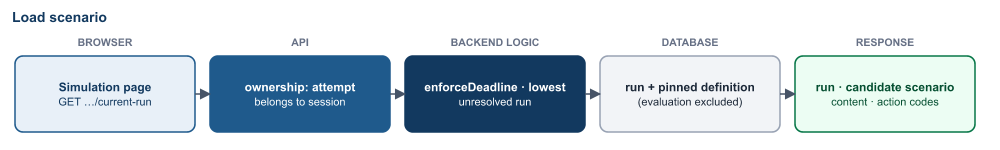 Load scenario
BROWSER
API
BACKEND LOGIC
DATABASE
RESPONSE
Simulation page
GET …/current-run
ownership: attempt
belongs to session
enforceDeadline · lowest
unresolved run
run + pinned definition
(evaluation excluded)
run · candidate scenario
content · action codes